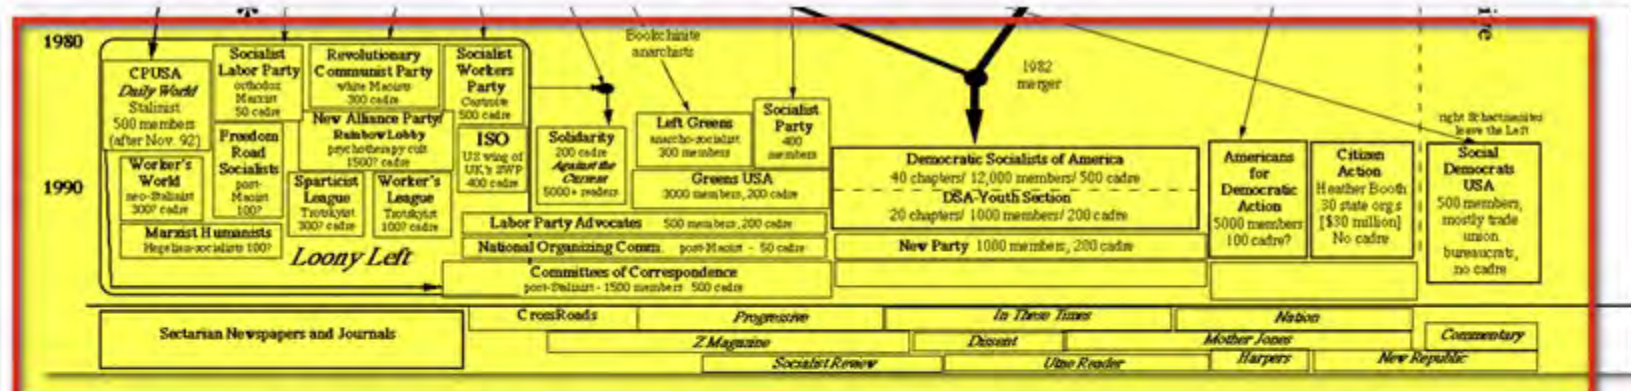 ive
1980
CPUSA
Daily World
Stalinist
500 members
(after Nov. 92)
Socialist
Labor Party
orthodox
Marxist
50 cadre
Revolutionary
Communist Party
white Maoists
300 cadre
Socialist
Workers
Party
Castroite
500 cadre
New Alliance Party/
Rainbow Lobby
psychotherapy cult
1500? cadre
Freedom
Road
Socialists
post-
Maoist
100?
ISO
US wing of
UK's SWP
400 cadre
1990
Worker's
World
neo-Stalinist
300? cadre
Sparticist
League
Trotskyist
300? cadre
Worker's
League
Trotskyist
100? cadre
Marxist Humanists
Hegelian-socialists 100?
Loony Left
Solidarity
200 cadre
Against the
Current
5000+ readers
Bookchinite
anarchists
Left Greens
anarcho-socialist
300 members
Socialist
Party
400
members
Greens USA
3000 members, 200 cadre
Labor Party Advocates 500 members, 200 cadre
National Organizing Comm. post-Maoist - 50 cadre
Committees of Correspondence
post-Stalinist - 1500 members 500 cadre
1982
merger
Democratic Socialists of America
40 chapters/ 12,000 members/ 500 cadre
DSA-Youth Section
20 chapters/ 1000 members/ 200 cadre
New Party 1000 members, 200 cadre
Americans
for
Democratic
Action
5000 members
100 cadre?
Citizen
Action
Heather Booth
30 state orgs
[$30 million]
No cadre
right Schactmanites
leave the Left
Social
Democrats
USA
500 members,
mostly trade
union
bureaucrats,
no cadre
Sectarian Newspapers and Journals
CrossRoads
Progressive
In These Times
Nation
Z Magazine
Dissent
Mother Jones
Commentary
Socialist Review
Utne Reader
Harpers
New Republic